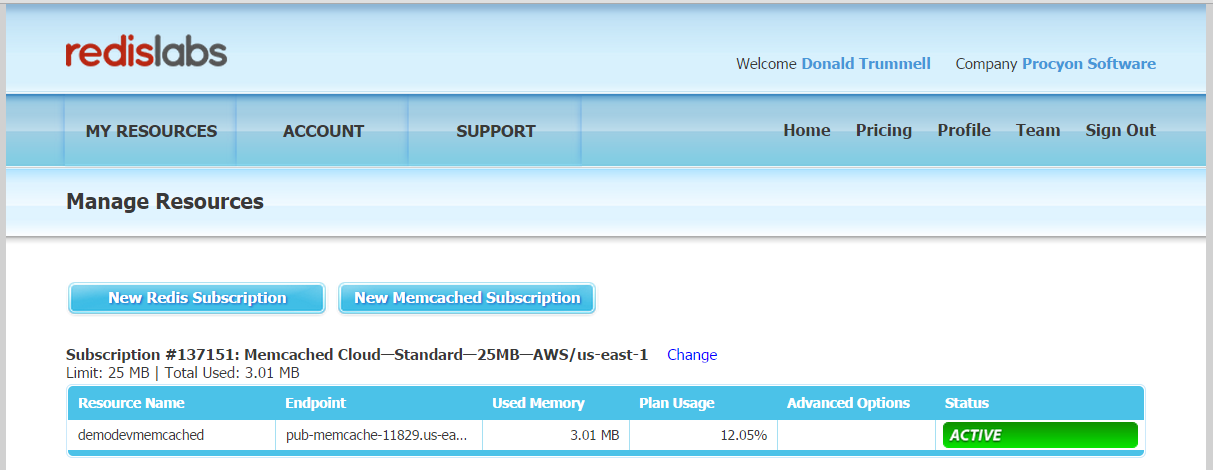 redislabs
Welcome Donald Trummell Company Procyon Software
MY RESOURCES ACCOUNT SUPPORT Home Pricing Profile Team Sign Out
Manage Resources
New Redis Subscription New Memcached Subscription
Subscription #137151: Memcached Cloud—Standard—25MB—AWS/us-east-1 Change
Limit: 25 MB | Total Used: 3.01 MB
Resource Name Endpoint Used Memory Plan Usage Advanced Options Status
demodevmemcached pub-memcache-11829.us-ea... 3.01 MB 12.05% ACTIVE